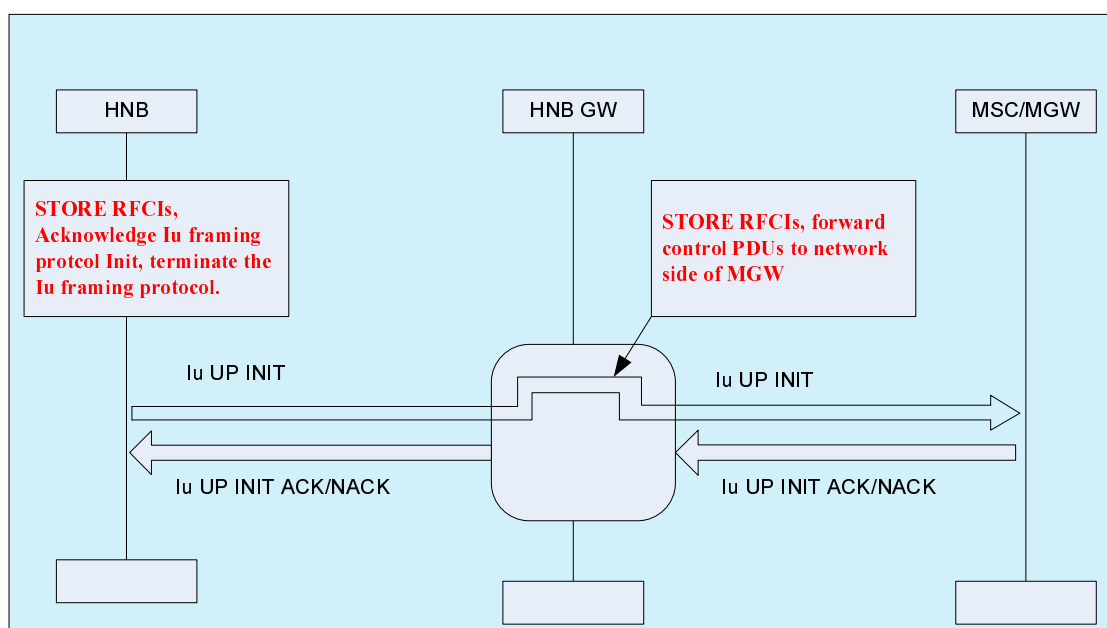 HNB
HNB GW
MSC/MGW
STORE RFCIs,
Acknowledge Iu framing
protcol Init, terminate the
Iu framing protocol.
STORE RFCIs, forward
control PDUs to network
side of MGW
Iu UP INIT
Iu UP INIT
Iu UP INIT ACK/NACK
Iu UP INIT ACK/NACK